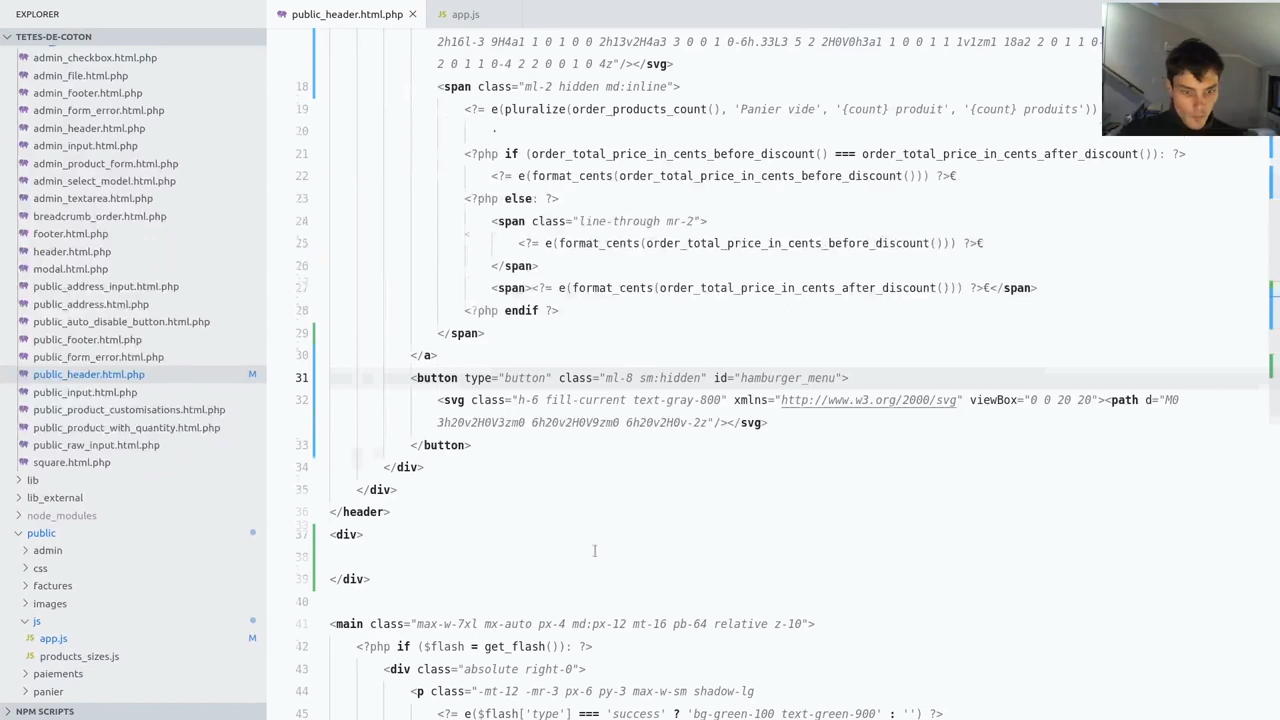 EXPLORER
TETES-DE-COTON
admin_checkbox.html.php
admin_file.html.php
admin_footer.html.php
admin_form_error.html.php
admin_header.html.php
admin_input.html.php
admin_product_form.html.php
admin_select_model.html.php
admin_textarea.html.php
breadcrumb_order.html.php
footer.html.php
header.html.php
modal.html.php
public_address_input.html.php
public_address.html.php
public_auto_disable_button.html.php
public_footer.html.php
public_form_error.html.php
public_header.html.php M
public_input.html.php
public_product_customisations.html.php
public_product_with_quantity.html.php
public_raw_input.html.php
square.html.php
lib
lib_external
node_modules
public
admin
css
factures
images
js
app.js M
products_sizes.js
paiements
panier
NPM SCRIPTS
public_header.html.php
app.js
2h16l-3 9H4a1 1 0 1 0 0 2h13v2H4a3 3 0 0 1 0-6h.33L3 5 2 2H0V0h3a1 1 0 0 1 1 1v1zm1 18a2 2 0 1 1 0-
2 0 1 1 0-4 2 2 0 0 1 0 4z"/></svg>
18 <span class="ml-2 hidden md:inline">
19 <?= e(pluralize(order_products_count(), 'Panier vide', '{count} produit', '{count} produits'))
20 .
21 <?php if (order_total_price_in_cents_before_discount() === order_total_price_in_cents_after_discount()): ?>
22 <?= e(format_cents(order_total_price_in_cents_before_discount())) ?>€
23 <?php else: ?>
24 <span class="line-through mr-2">
25 <?= e(format_cents(order_total_price_in_cents_before_discount())) ?>€
26 </span>
27 <span><?= e(format_cents(order_total_price_in_cents_after_discount())) ?>€</span>
28 <?php endif ?>
29 </span>
30 </a>
31 <button type="button" class="ml-8 sm:hidden" id="hamburger_menu">
32 <svg class="h-6 fill-current text-gray-800" xmlns="http://www.w3.org/2000/svg" viewBox="0 0 20 20"><path d="M0
3h20v2H0V3zm0 6h20v2H0V9zm0 6h20v2H0v-2z"/></svg>
33 </button>
34 </div>
35 </div>
36 </header>
37 <div>
38
39 </div>
40
41 <main class="max-w-7xl mx-auto px-4 md:px-12 mt-16 pb-64 relative z-10">
42 <?php if ($flash = get_flash()): ?>
43 <div class="absolute right-0">
44 <p class="-mt-12 -mr-3 px-6 py-3 max-w-sm shadow-lg
45 <?= e($flash['type'] === 'success' ? 'bg-green-100 text-green-900' : '') ?>